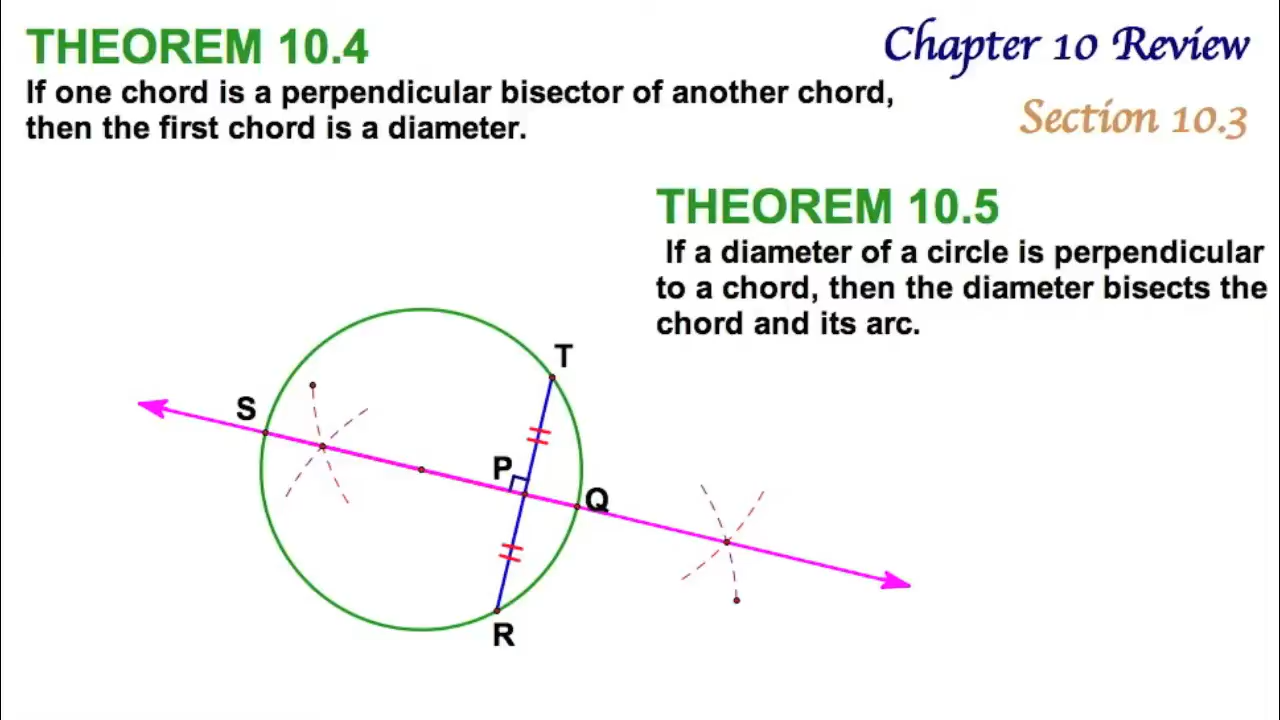 THEOREM 10.4
If one chord is a perpendicular bisector of another chord,
then the first chord is a diameter.
Chapter 10 Review
Section 10.3
THEOREM 10.5
If a diameter of a circle is perpendicular
to a chord, then the diameter bisects the
chord and its arc.
T
S
P
Q
R